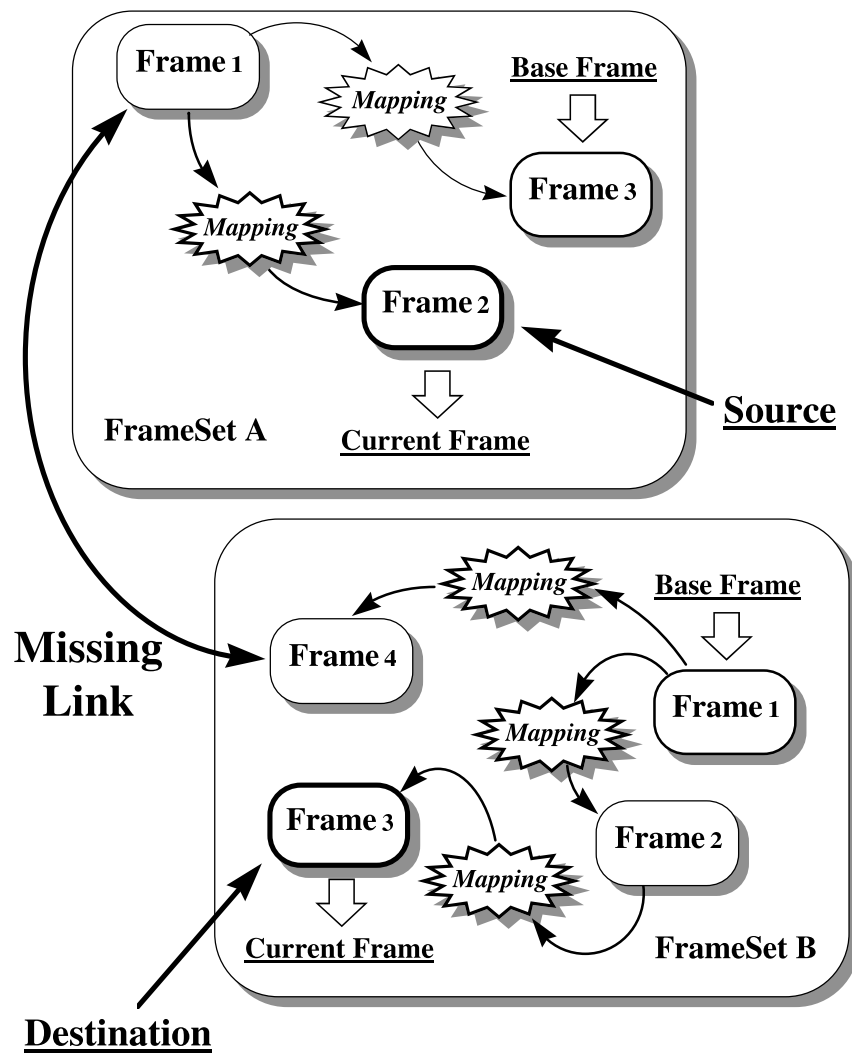 Frame 1
Mapping
Base Frame
Frame 3
Mapping
Frame 2
Source
FrameSet A
Current Frame
Mapping
Base Frame
Missing
Link
Frame 4
Frame 1
Mapping
Frame 3
Frame 2
Mapping
Current Frame
FrameSet B
Destination